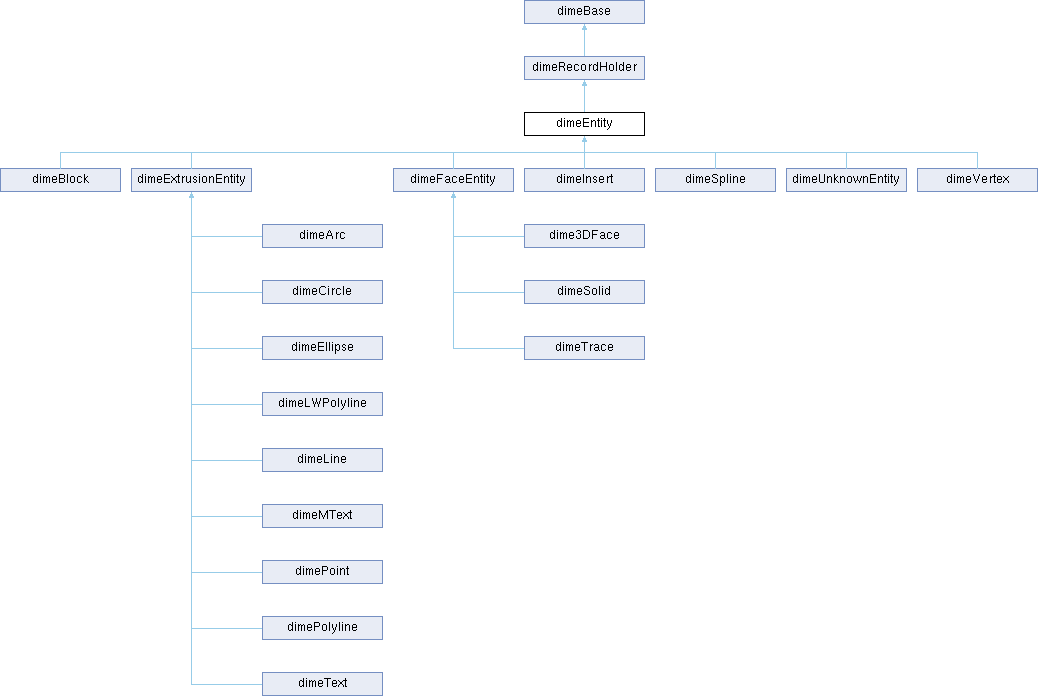 dimeBase
dimeRecordHolder
dimeEntity
dimeBlock
dimeExtrusionEntity
dimeFaceEntity
dimeInsert
dimeSpline
dimeUnknownEntity
dimeVertex
dimeArc
dime3DFace
dimeCircle
dimeSolid
dimeEllipse
dimeTrace
dimeLWPolyline
dimeLine
dimeMText
dimePoint
dimePolyline
dimeText